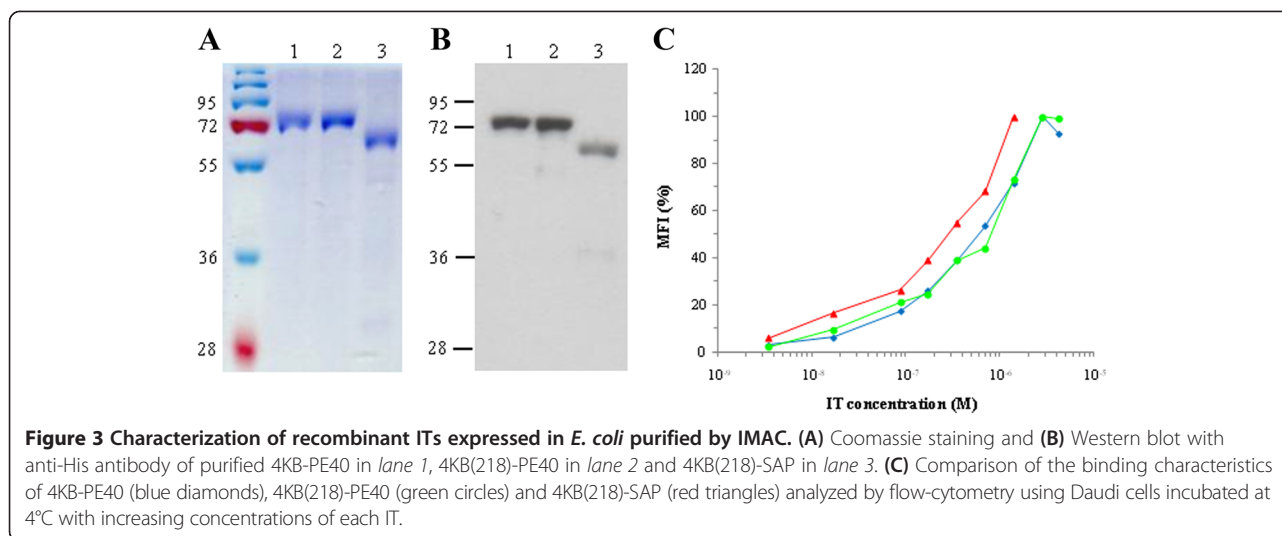 A
B
C
1 2 3
1 2 3
95
72
55
36
28
95
72
55
36
28
120
100
80
60
40
20
0
MFI (%)
10⁻⁹ 10⁻⁸ 10⁻⁷ 10⁻⁶ 10⁻⁵
IT concentration (M)
Figure 3 Characterization of recombinant ITs expressed in E. coli purified by IMAC. (A) Coomassie staining and (B) Western blot with
anti-His antibody of purified 4KB-PE40 in lane 1, 4KB(218)-PE40 in lane 2 and 4KB(218)-SAP in lane 3. (C) Comparison of the binding characteristics
of 4KB-PE40 (blue diamonds), 4KB(218)-PE40 (green circles) and 4KB(218)-SAP (red triangles) analyzed by flow-cytometry using Daudi cells incubated at
4°C with increasing concentrations of each IT.